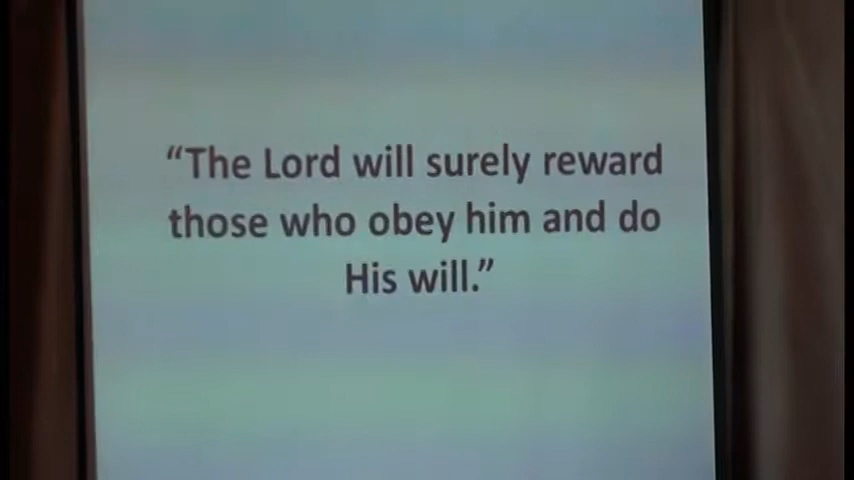 “The Lord will surely reward
those who obey him and do
His will.”